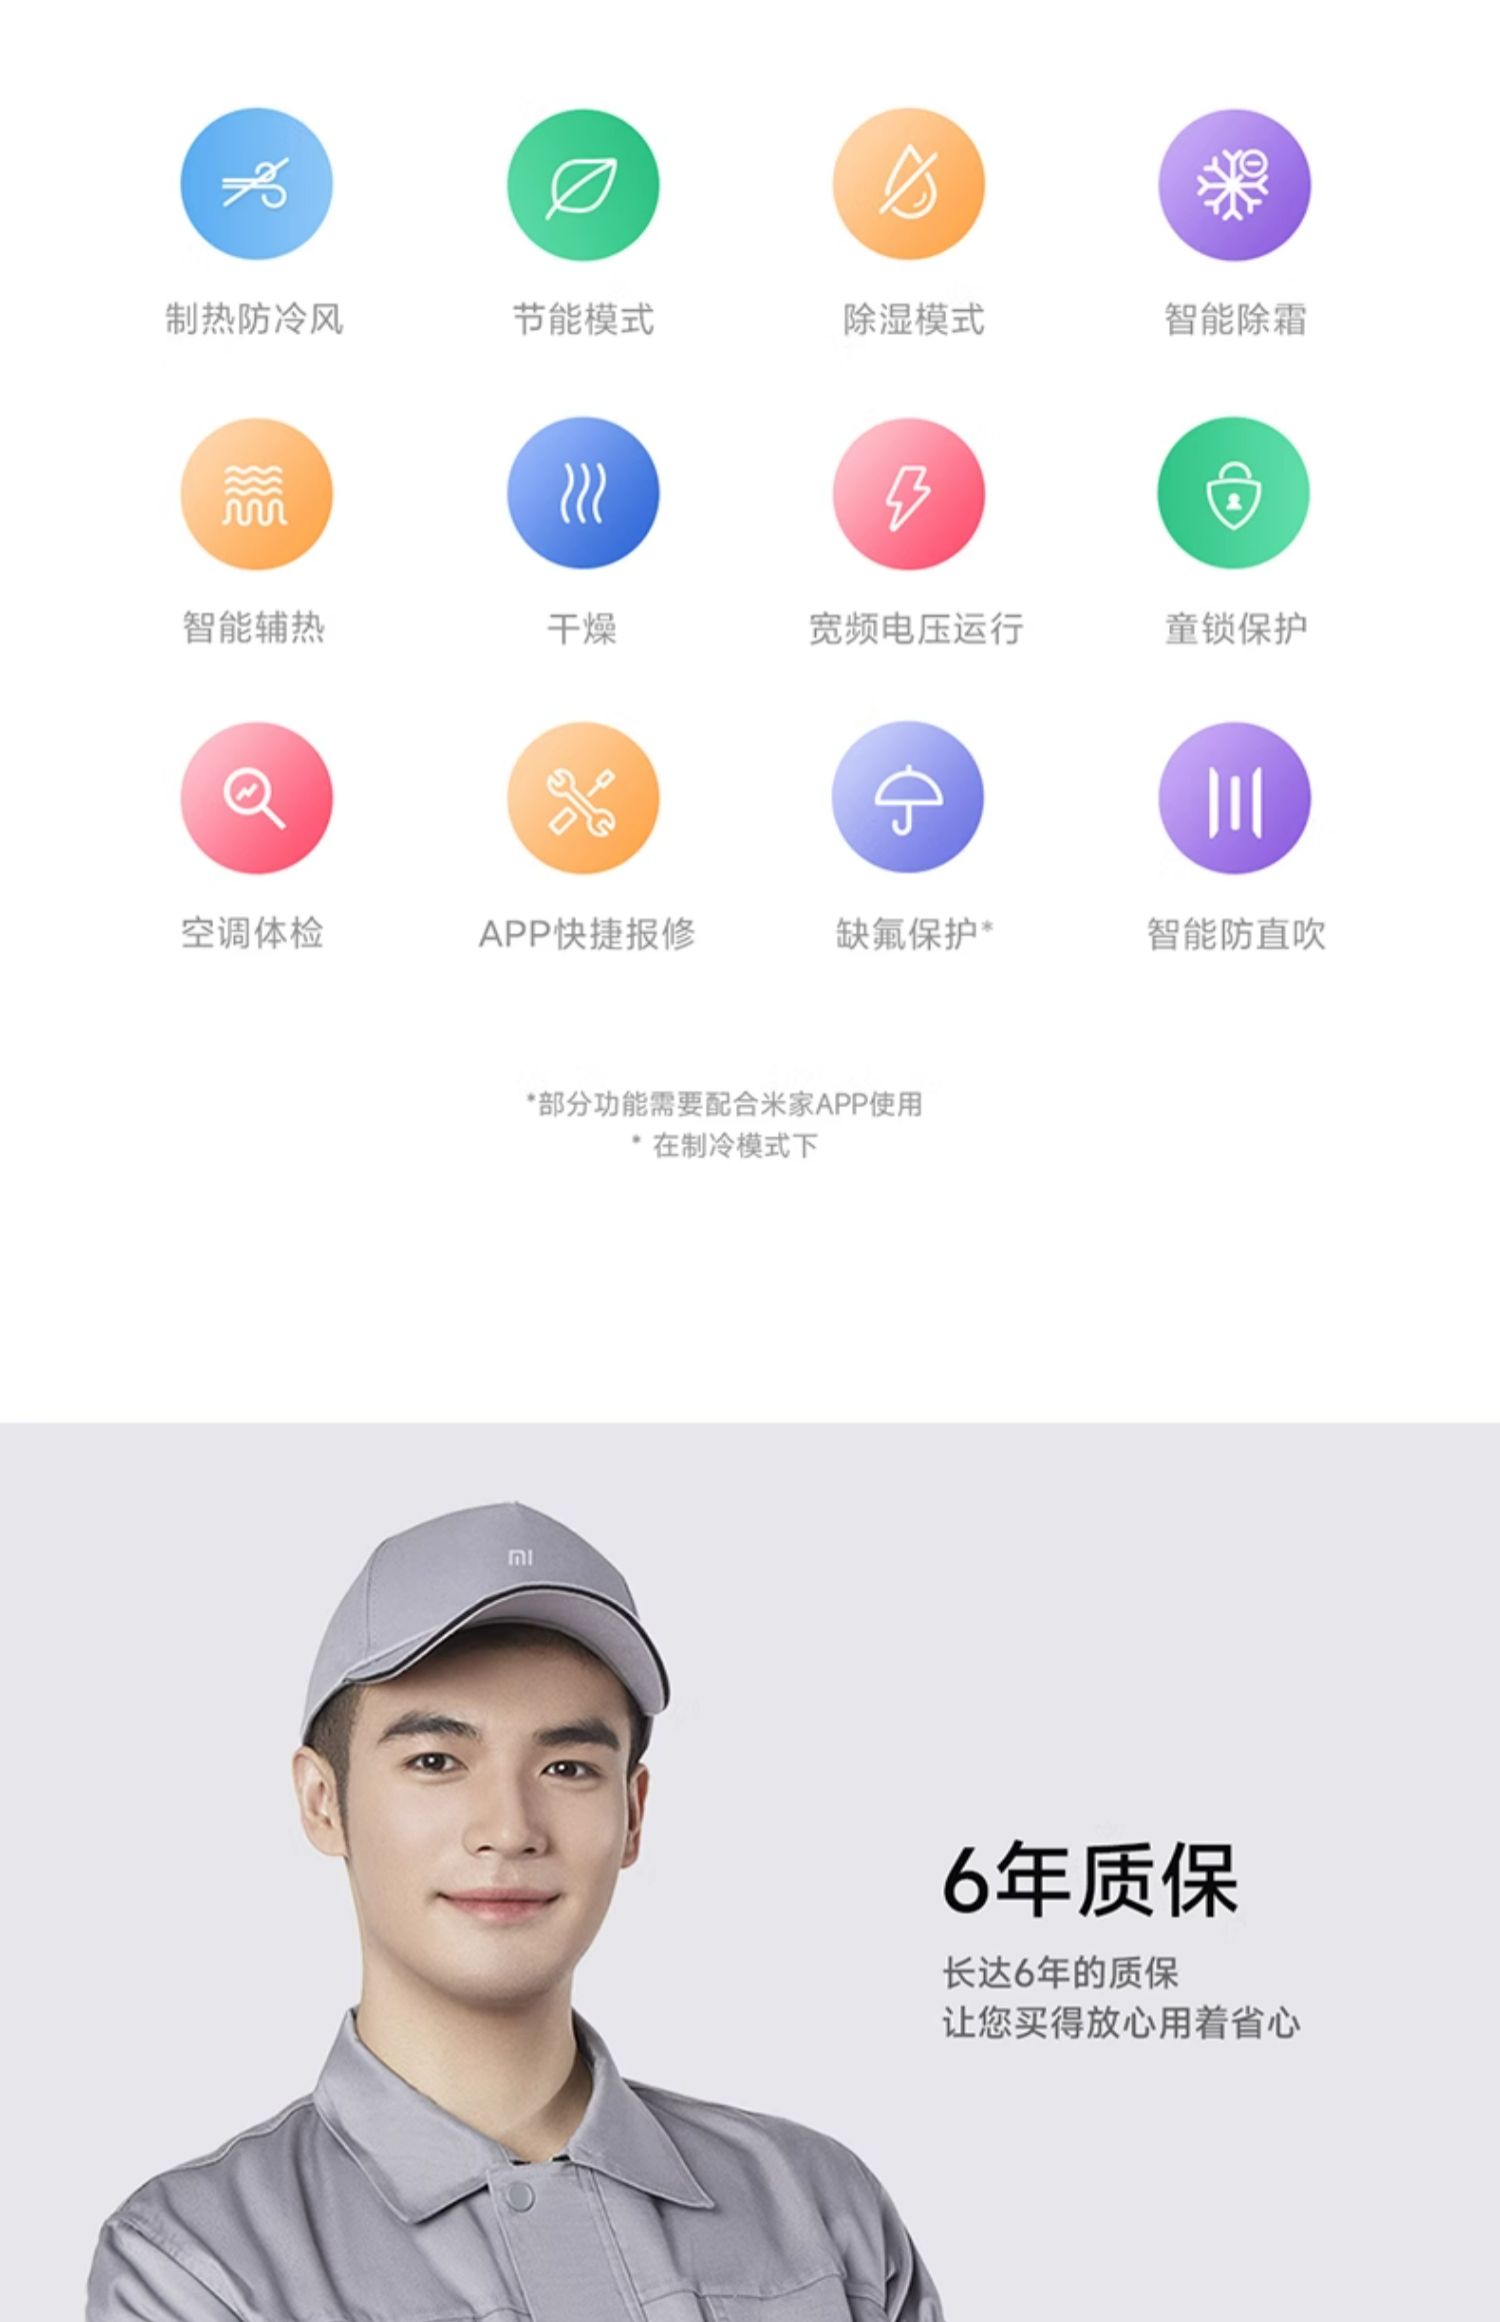 制热防冷风
节能模式
除湿模式
智能除霜
智能辅热
干燥
宽频电压运行
童锁保护
空调体检
APP快捷报修
缺氟保护*
智能防直吹
*部分功能需要配合米家APP使用
* 在制冷模式下
mi
6年质保
长达6年的质保
让您买得放心用着省心